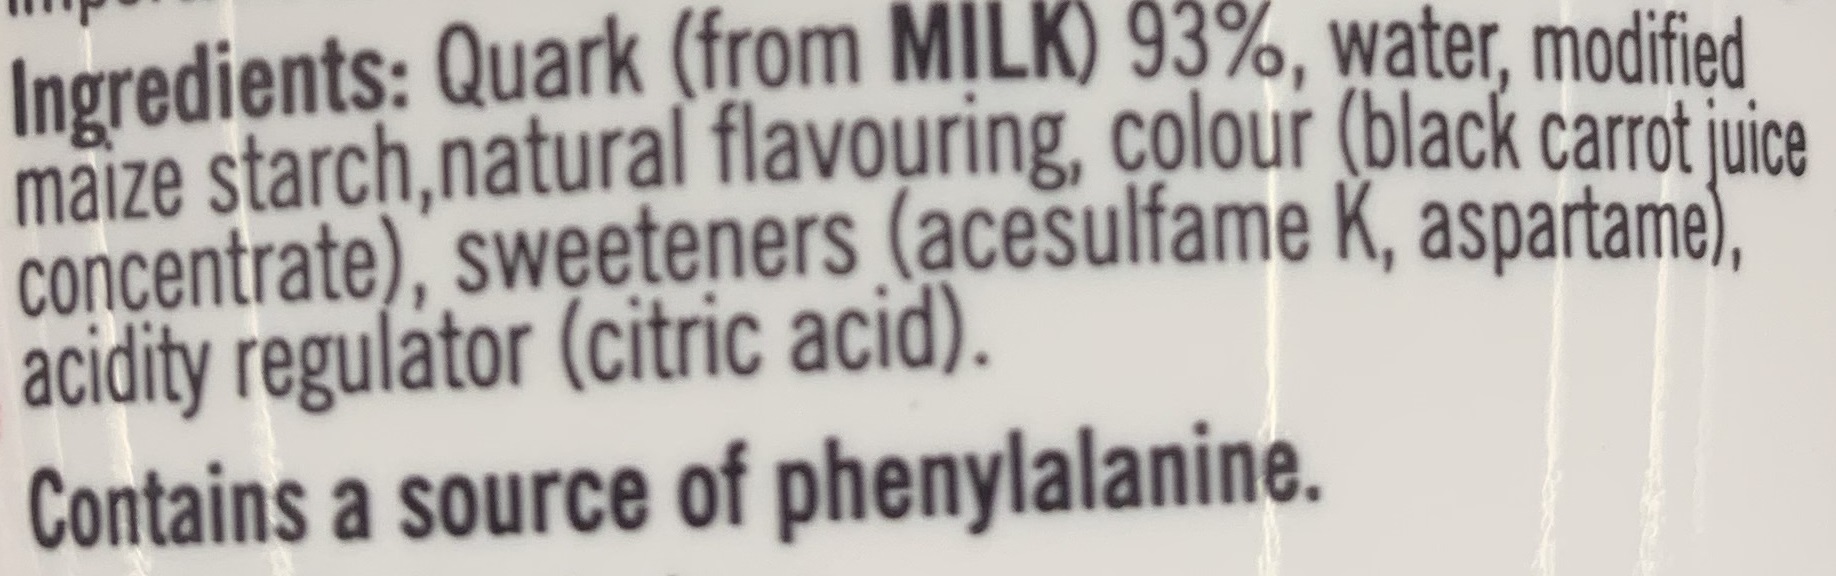 Ingredients: Quark (from MILK) 93%, water, modified
maize starch,natural flavouring, colour (black carrot juice
concentrate), sweeteners (acesulfame K, aspartame),
acidity regulator (citric acid).
Contains a source of phenylalanine.